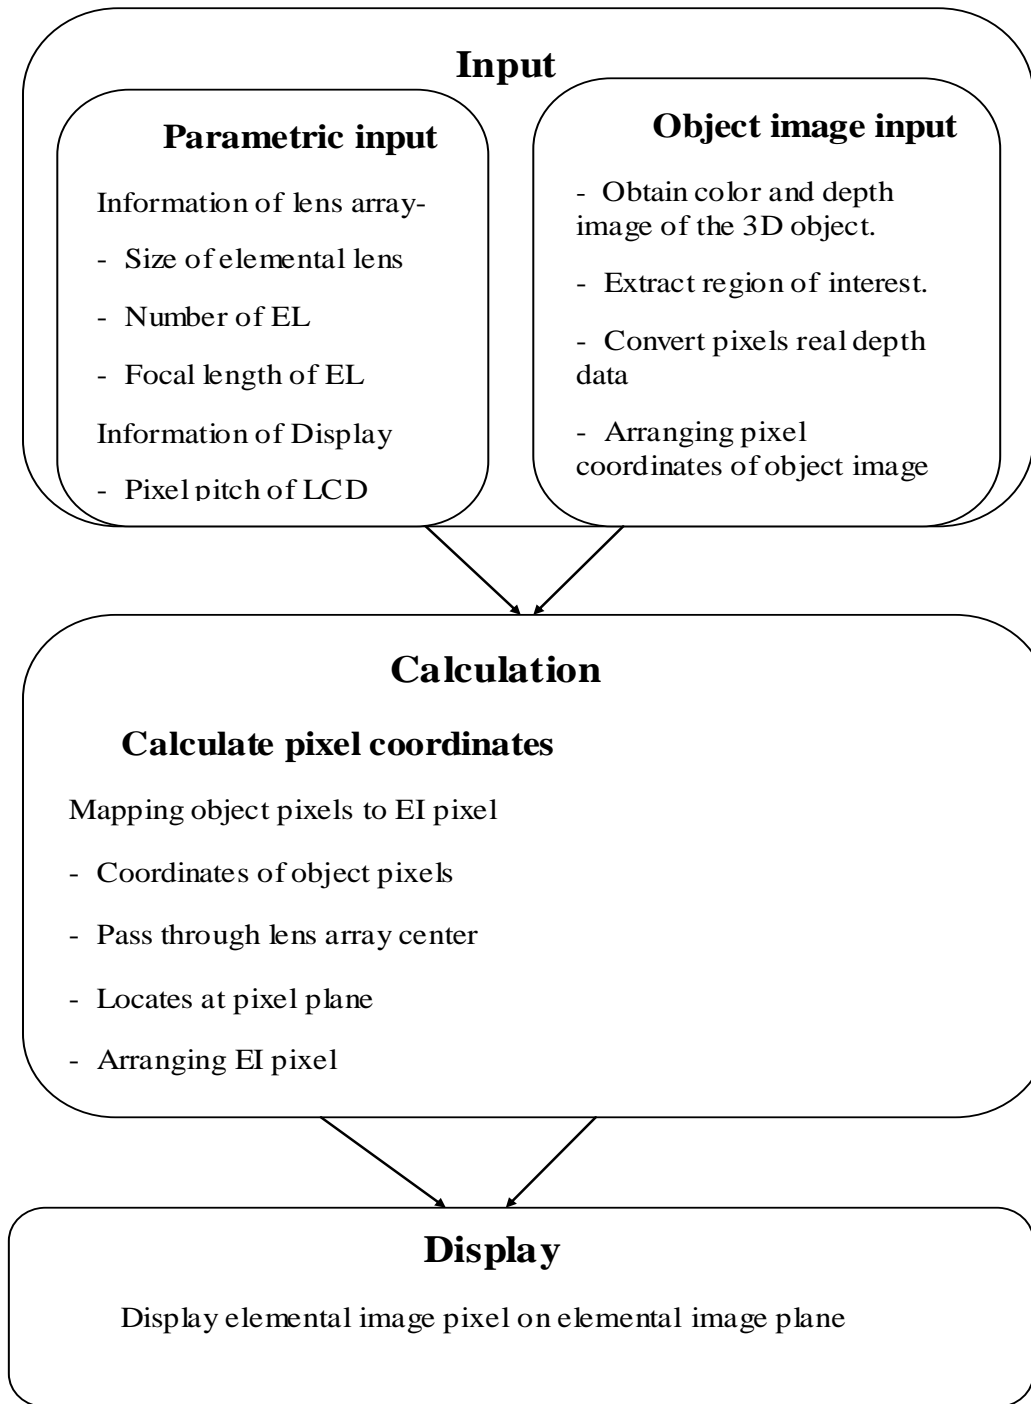 Input
Parametric input
Information of lens array-
- Size of elemental lens
- Number of EL
- Focal length of EL
Information of Display
- Pixel pitch of LCD
Object image input
- Obtain color and depth
image of the 3D object.
- Extract region of interest.
- Convert pixels real depth
data
- Arranging pixel
coordinates of object image
Calculation
Calculate pixel coordinates
Mapping object pixels to EI pixel
- Coordinates of object pixels
- Pass through lens array center
- Locates at pixel plane
- Arranging EI pixel
Display
Display elemental image pixel on elemental image plane